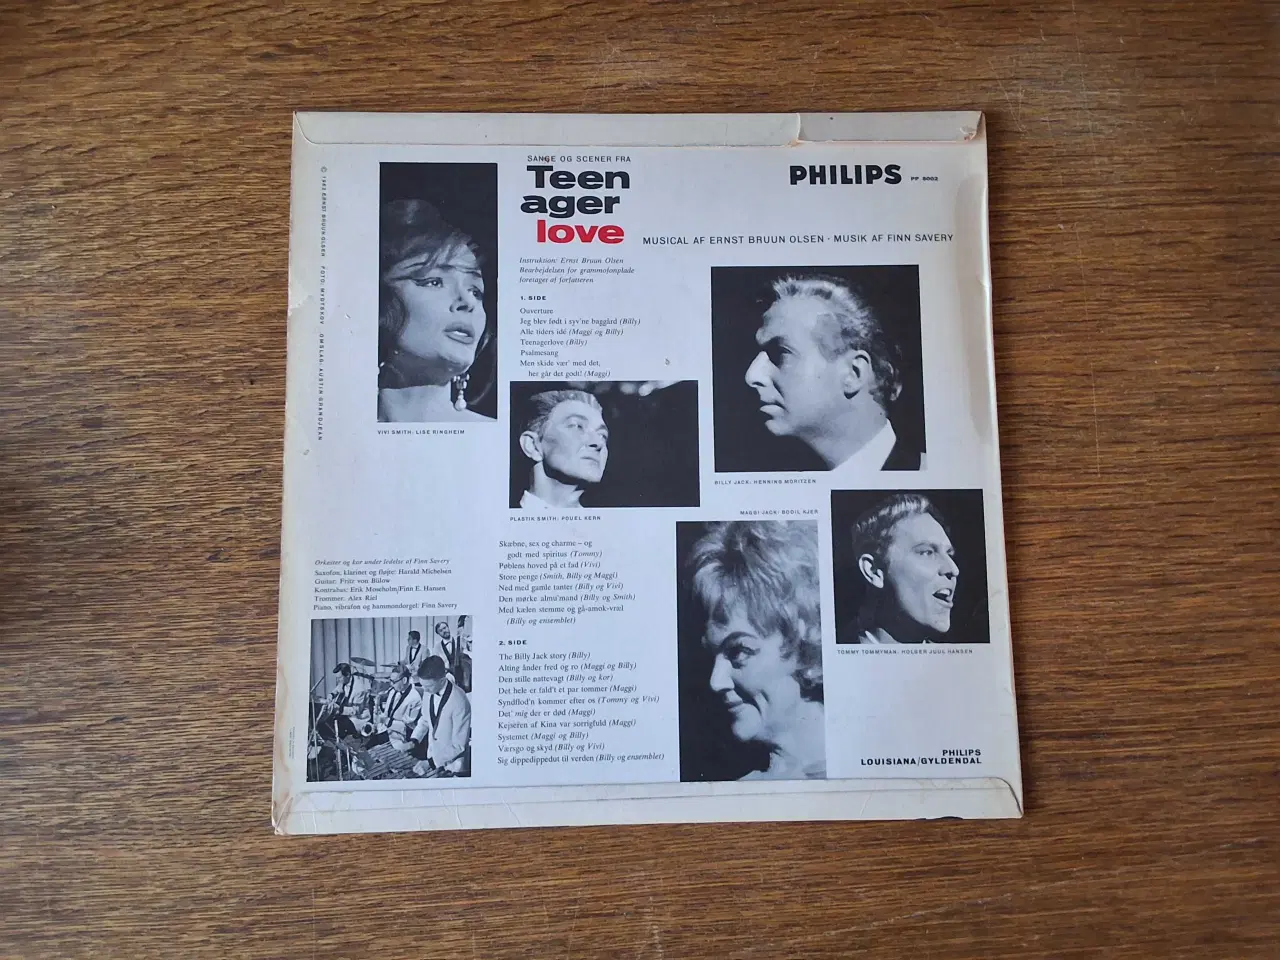 SANGE OG SCENER FRA
Teen
ager
love
PHILIPS PP 5002
MUSICAL AF ERNST BRUUN OLSEN · MUSIK AF FINN SAVERY
Instruktion: Ernst Bruun Olsen
Bearbejdelsen for grammofonplade
foretaget af forfatteren
1. SIDE
Ouverture
Jeg blev født i syv'ne baggård (Billy)
Alle tiders idé (Maggi og Billy)
Teenagerlove (Billy)
Psalmesang
Men skide vær' med det,
her går det godt! (Maggi)
© 1963 ERNST BRUUN OLSEN FOTO: MYDTSKOV OMSLAG: AUSTIN GRANDJEAN
VIVI SMITH: LISE RINGHEIM
PLASTIK SMITH: POUEL KERN
BILLY JACK: HENNING MORITZEN
MAGGI JACK: BODIL KJER
TOMMY TOMMYMAN: HOLGER JUUL HANSEN
Skæbne, sex og charme – og
godt med spiritus (Tommy)
Pøblens hoved på et fad (Vivi)
Store penge (Smith, Billy og Maggi)
Ned med gamle tanter (Billy og Vivi)
Den mørke almu'mand (Billy og Smith)
Med kælen stemme og gå-amok-vræl
(Billy og ensemblet)
Orkester og kor under ledelse af Finn Savery
Saxofon, klarinet og fløjte: Harald Michelsen
Guitar: Fritz von Bülow
Kontrabas: Erik Moseholm/Finn E. Hansen
Trommer: Alex Riel
Piano, vibrafon og hammondorgel: Finn Savery
2. SIDE
The Billy Jack story (Billy)
Alting ånder fred og ro (Maggi og Billy)
Den stille nattevagt (Billy og kor)
Det hele er fald't et par tommer (Maggi)
Syndflod'n kommer efter os (Tommy og Vivi)
Det' mig der er død (Maggi)
Kejseren af Kina var sorrigfuld (Maggi)
Systemet (Maggi og Billy)
Værsgo og skyd (Billy og Vivi)
Sig dippedippedut til verden (Billy og ensemblet)
PHILIPS
LOUISIANA/GYLDENDAL